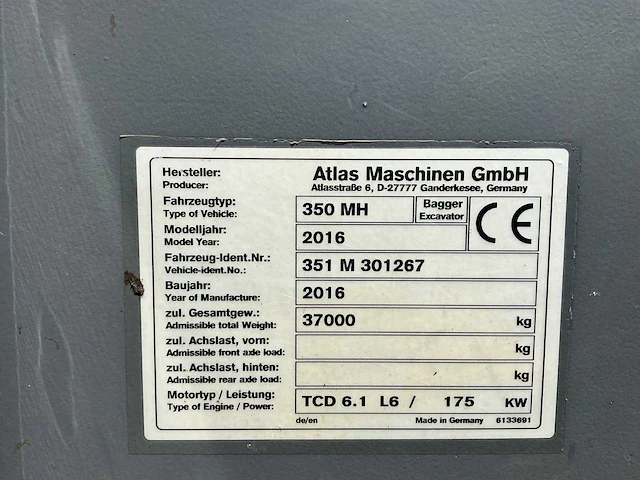 Hersteller: Atlas Maschinen GmbH
Producer: Atlasstraße 6, D-27777 Ganderkesee, Germany
Fahrzeugtyp: 350 MH Bagger
Type of Vehicle: Excavator CE
Modelljahr: 2016
Model Year:
Fahrzeug-Ident.Nr.: 351 M 301267
Vehicle-ident.No.:
Baujahr: 2016
Year of Manufacture:
zul. Gesamtgew.: 37000 kg
Admissible total Weight:
zul. Achslast, vorn: kg
Admissible front axle load:
zul. Achslast, hinten: kg
Admissible rear axle load:
Motortyp / Leistung: TCD 6.1 L6 / 175 KW
Type of Engine / Power:
de/en Made in Germany 6133691